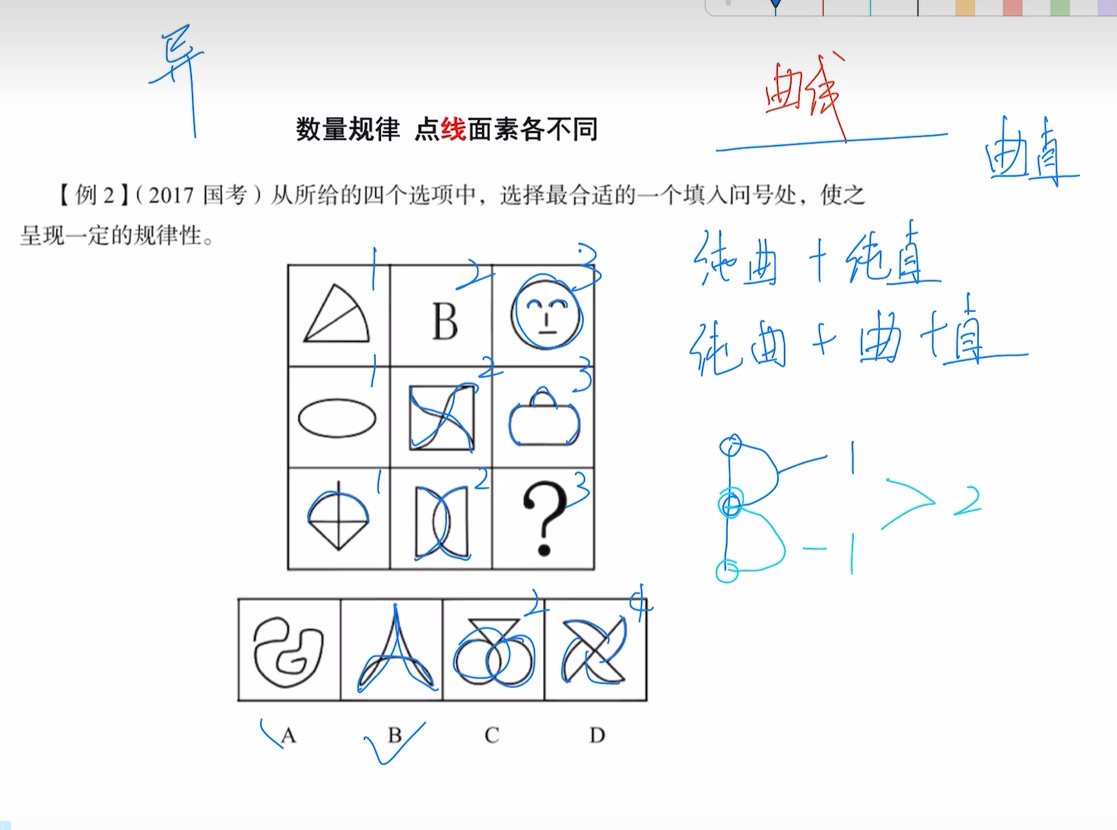 异
曲线
数量规律 点线面素各不同
曲直
【例 2】（2017 国考）从所给的四个选项中，选择最合适的一个填入问号处，使之
呈现一定的规律性。
纯曲 + 纯直
纯曲 + 曲+直
1 2 3
B
1 2 3
1 2 3
?
1
2
-1
2 4
A B C D